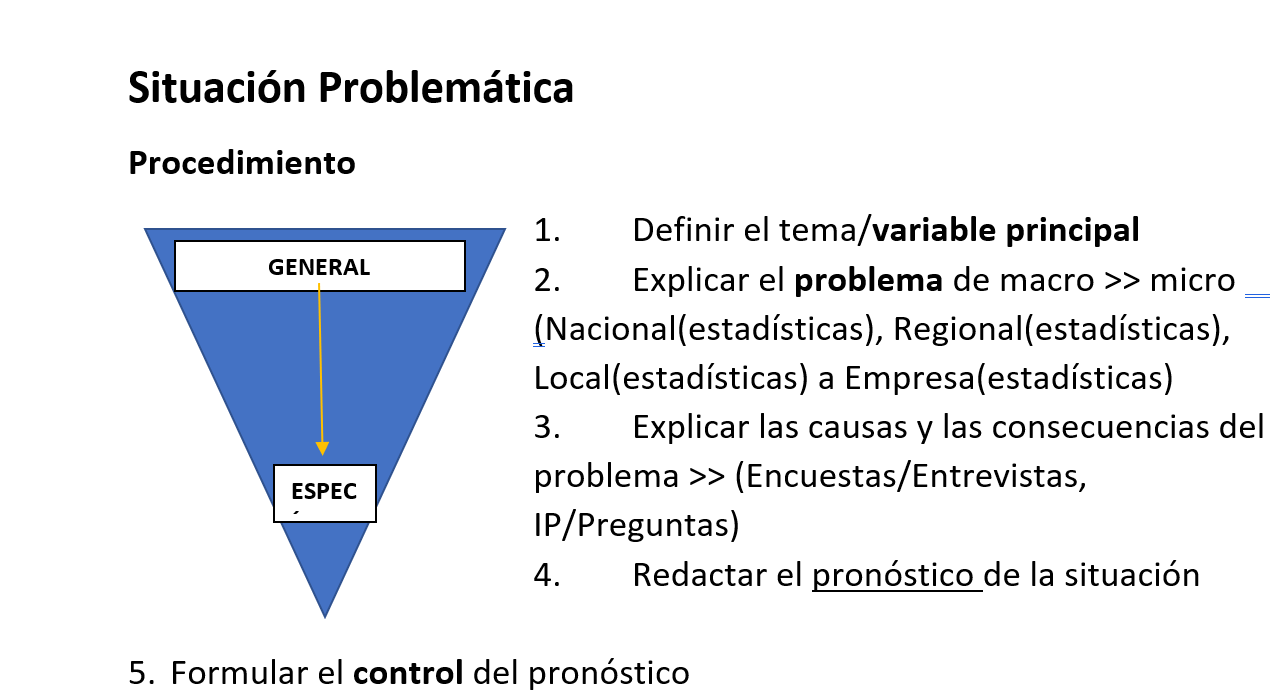 Situación Problemática
Procedimiento
GENERAL
ESPEC
1. Definir el tema/variable principal
2. Explicar el problema de macro >> micro
(Nacional(estadísticas), Regional(estadísticas),
Local(estadísticas) a Empresa(estadísticas)
3. Explicar las causas y las consecuencias del
problema >> (Encuestas/Entrevistas,
IP/Preguntas)
4. Redactar el pronóstico de la situación
5. Formular el control del pronóstico